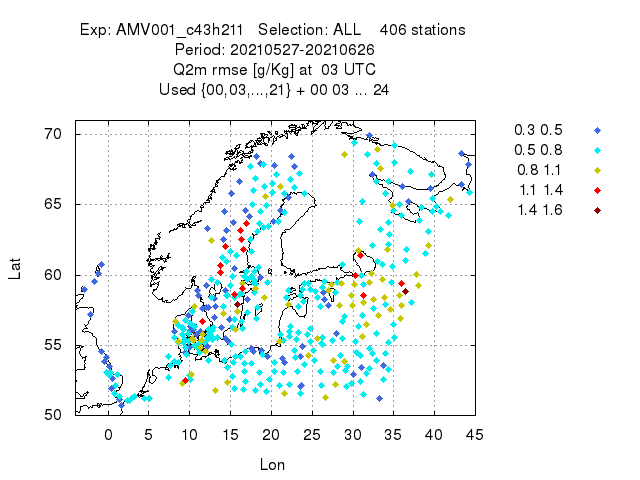 Exp: AMV001_c43h211 Selection: ALL 406 stations
Period: 20210527-20210626
Q2m rmse [g/Kg] at 03 UTC
Used {00,03,...,21} + 00 03 ... 24
70
65
60
55
50
Lat
0 5 10 15 20 25 30 35 40 45
Lon
0.3 0.5
0.5 0.8
0.8 1.1
1.1 1.4
1.4 1.6